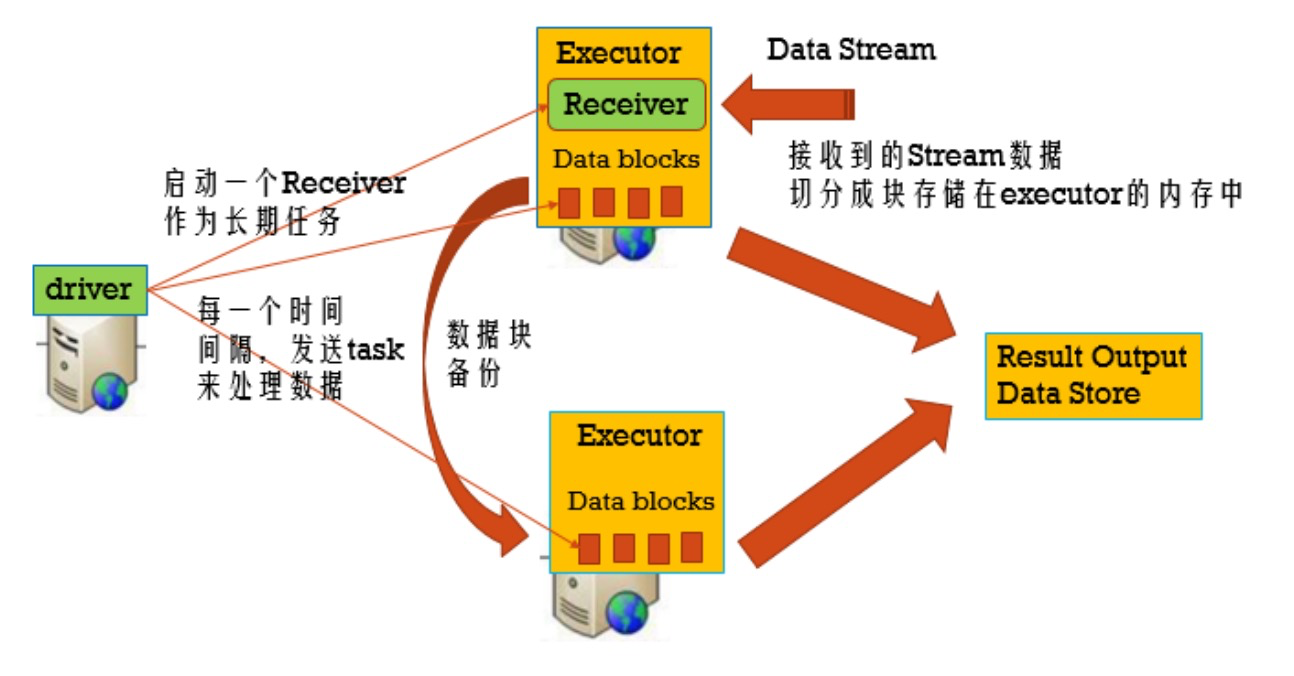 Executor
Receiver
Data blocks
Data Stream
接收到的Stream数据
切分成块存储在executor的内存中
启动一个Receiver
作为长期任务
driver
每一个时间
间隔，发送task
来处理数据
数据块
备份
Result Output
Data Store
Executor
Data blocks